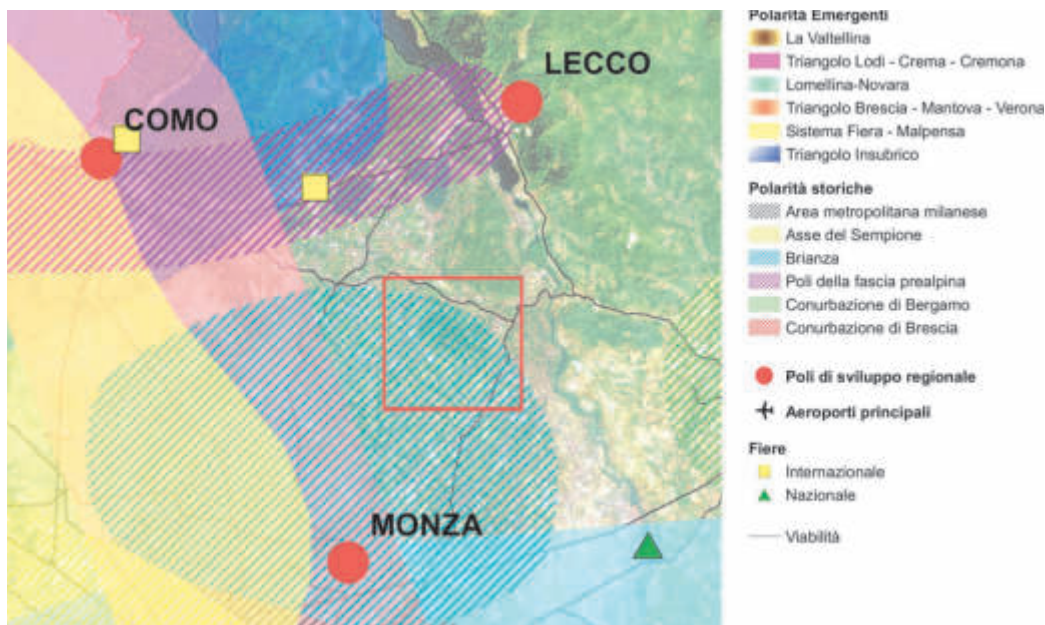 LECCO
COMO
MONZA
Polarità Emergenti
La Valtellina
Triangolo Lodi - Crema - Cremona
Lomellina-Novara
Triangolo Brescia - Mantova - Verona
Sistema Fiera - Malpensa
Triangolo Insubrico
Polarità storiche
Area metropolitana milanese
Asse del Sempione
Brianza
Poli della fascia prealpina
Conurbazione di Bergamo
Conurbazione di Brescia
Poli di sviluppo regionale
Aeroporti principali
Fiere
Internazionale
Nazionale
Viabilità